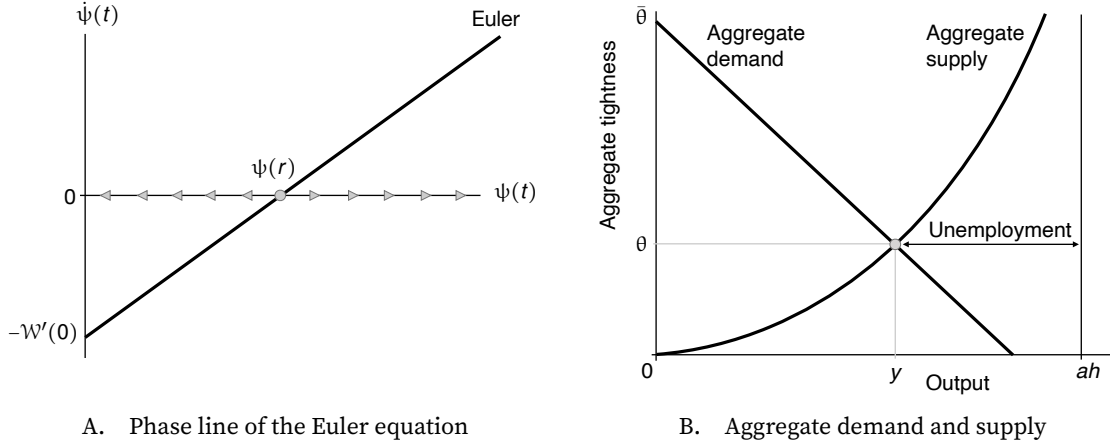 ψ̇(t)
Euler
ψ(r)
0
ψ(t)
−𝒲′(0)
A. Phase line of the Euler equation
θ̄
Aggregate
demand
Aggregate
supply
Aggregate tightness
Unemployment
θ
0
y
Output
ah
B. Aggregate demand and supply